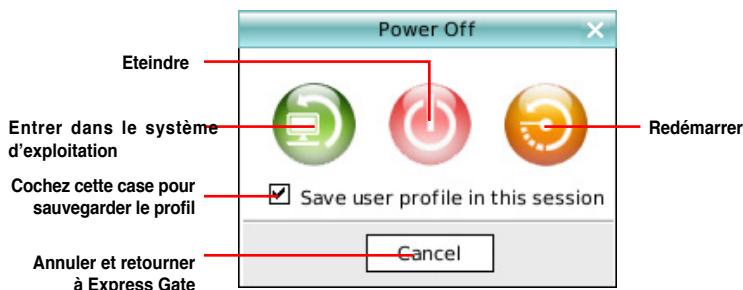 Power Off
Eteindre
Entrer dans le système
d'exploitation
Redémarrer
Cochez cette case pour
sauvegarder le profil
Save user profile in this session
Cancel
Annuler et retourner
à Express Gate